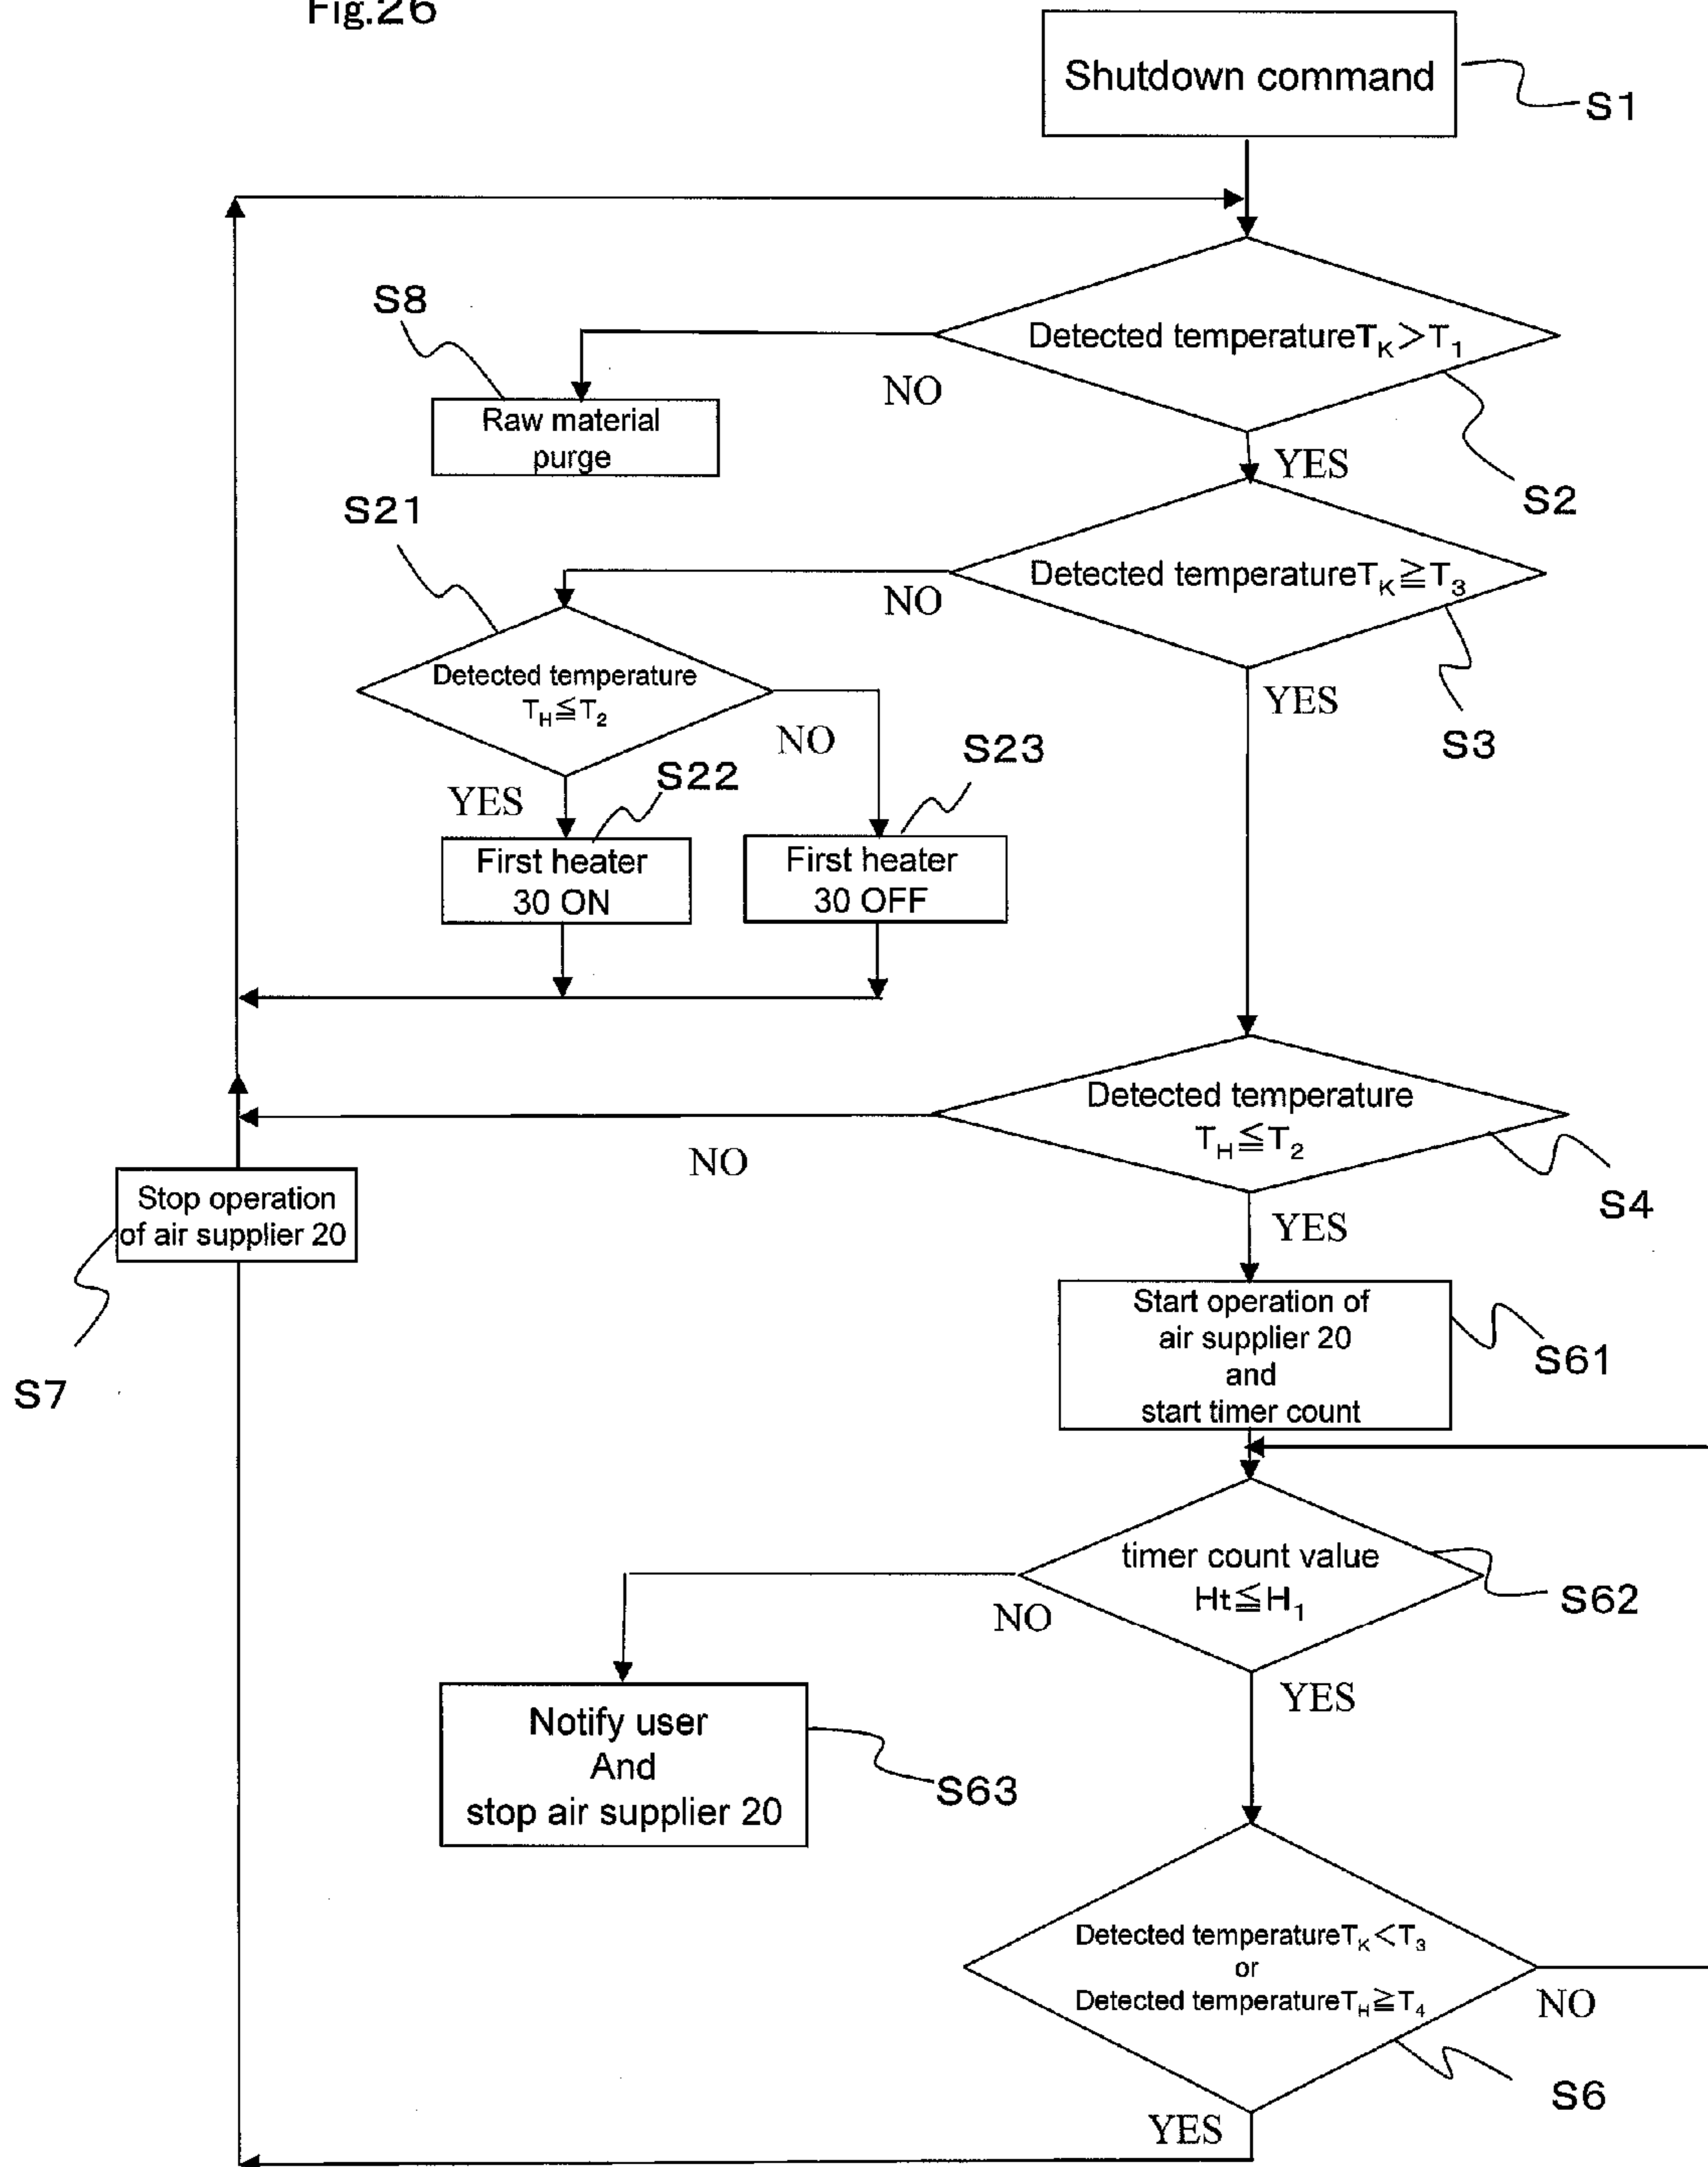 Fig.26
Shutdown command
S1
Detected temperatureTK>T1
S8
NO
Raw material
purge
YES
S2
S21
Detected temperatureTK≧T3
NO
Detected temperature
TH≦T2
YES
S3
NO
S23
S22
YES
First heater
30 ON
First heater
30 OFF
Detected temperature
TH≦T2
NO
S4
Stop operation
of air supplier 20
YES
S7
Start operation of
air supplier 20
and
start timer count
S61
timer count value
Ht≦H1
S62
NO
YES
Notify user
And
stop air supplier 20
S63
Detected temperatureTK<T3
or
Detected temperatureTH≧T4
NO
S6
YES